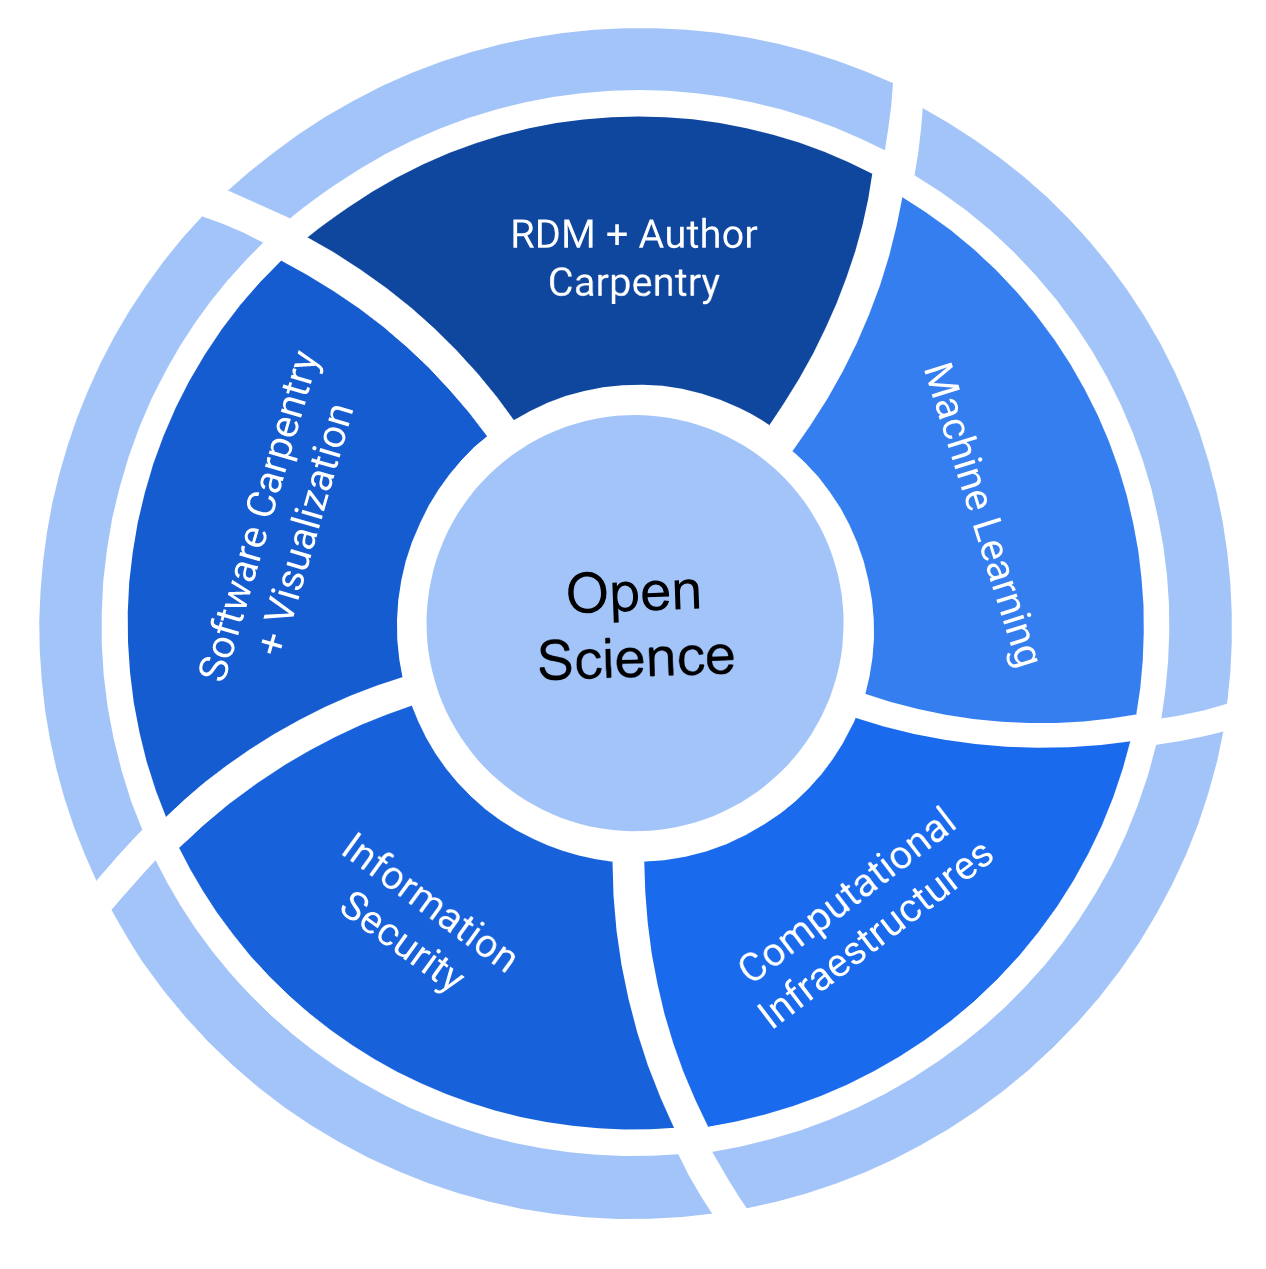 RDM + Author
Carpentry
Machine Learning
Computational
Infraestructures
Information
Security
Software Carpentry
+ Visualization
Open
Science